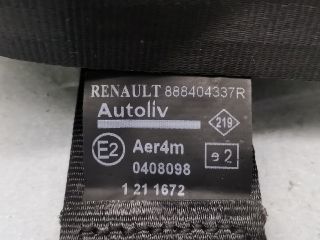 RENAULT 888404337R
Autoliv
219
E2 Aer4m e2
0408098
1 21 1672